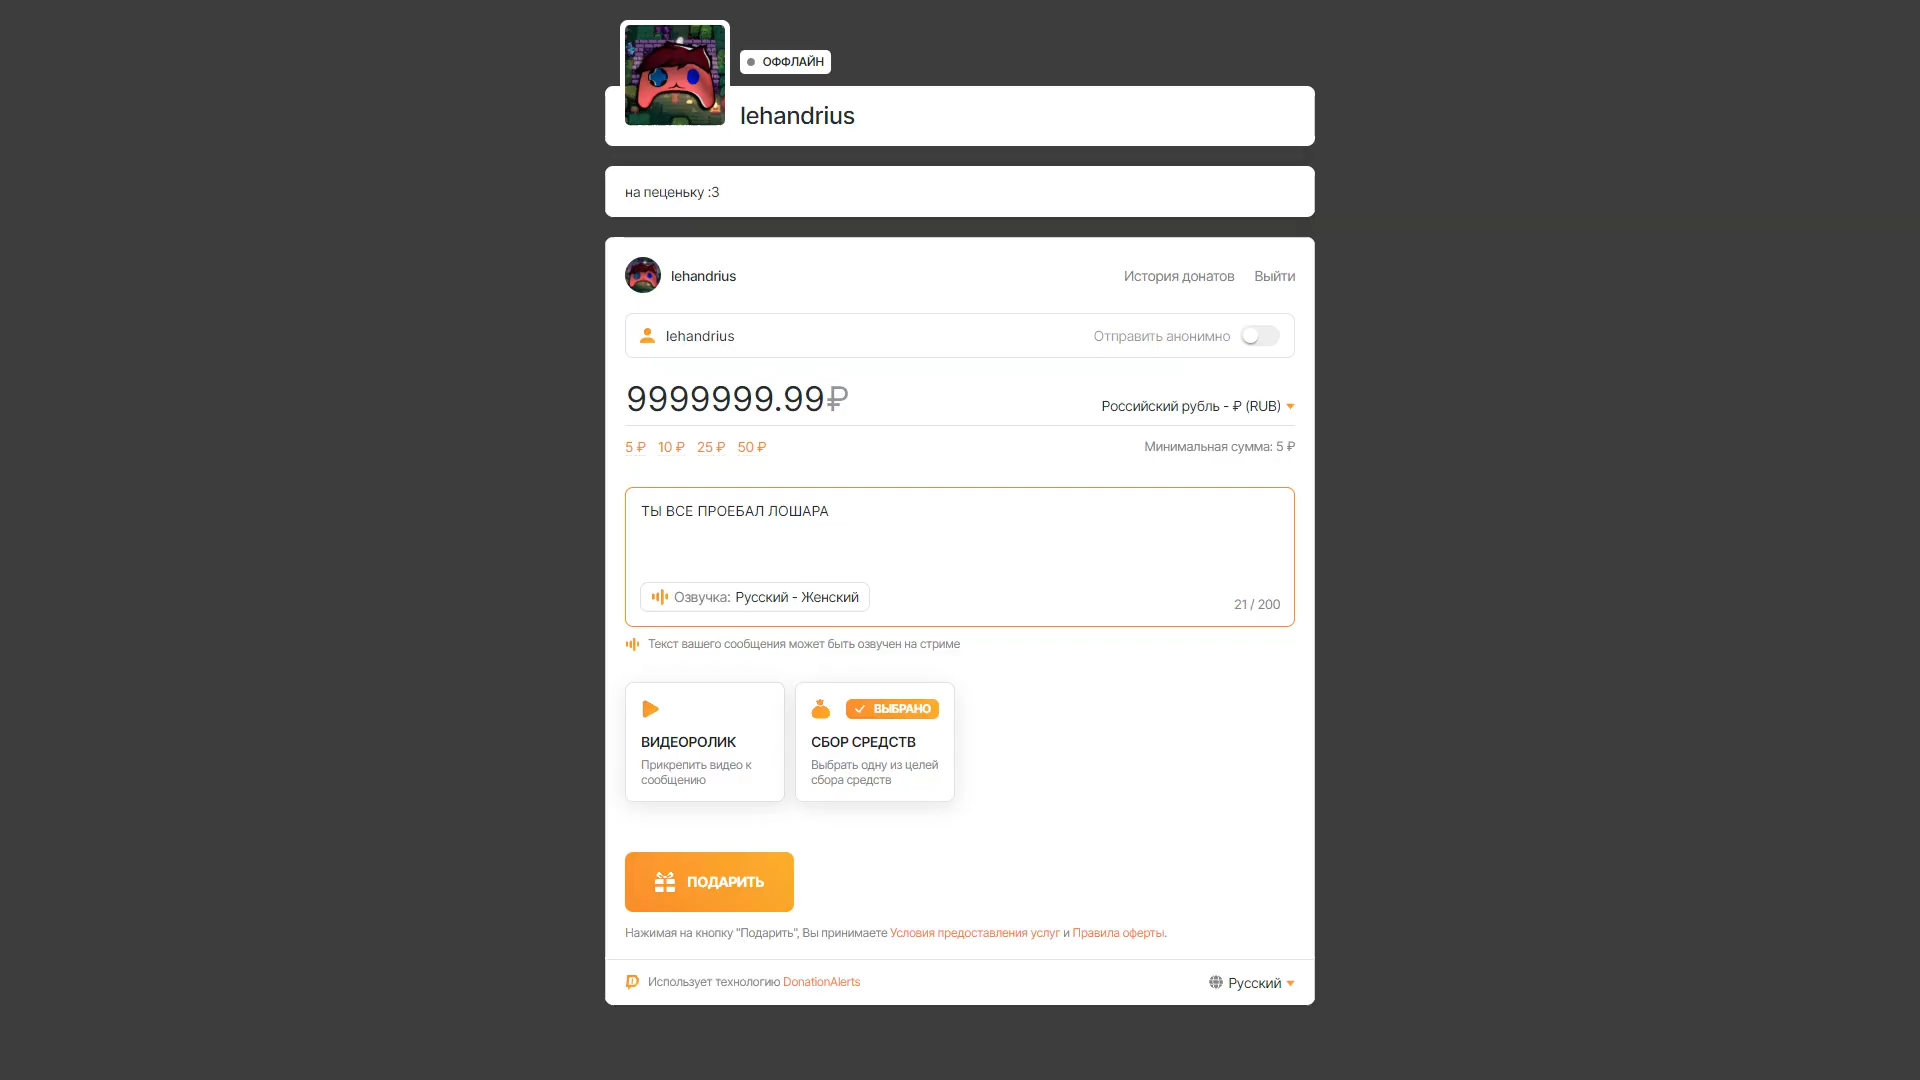 ОФФЛАЙН
lehandrius
на пеценьку :3
lehandrius
История донатов Выйти
lehandrius
Отправить анонимно
9999999.99₽
Российский рубль - ₽ (RUB)
5 ₽ 10 ₽ 25 ₽ 50 ₽
Минимальная сумма: 5 ₽
ТЫ ВСЕ ПРОЕБАЛ ЛОШАРА
Озвучка: Русский - Женский
21 / 200
Текст вашего сообщения может быть озвучен на стриме
ВИДЕОРОЛИК
Прикрепить видео к
сообщению
ВЫБРАНО
СБОР СРЕДСТВ
Выбрать одну из целей
сбора средств
ПОДАРИТЬ
Нажимая на кнопку "Подарить", Вы принимаете Условия предоставления услуг и Правила оферты.
Использует технологию DonationAlerts
Русский